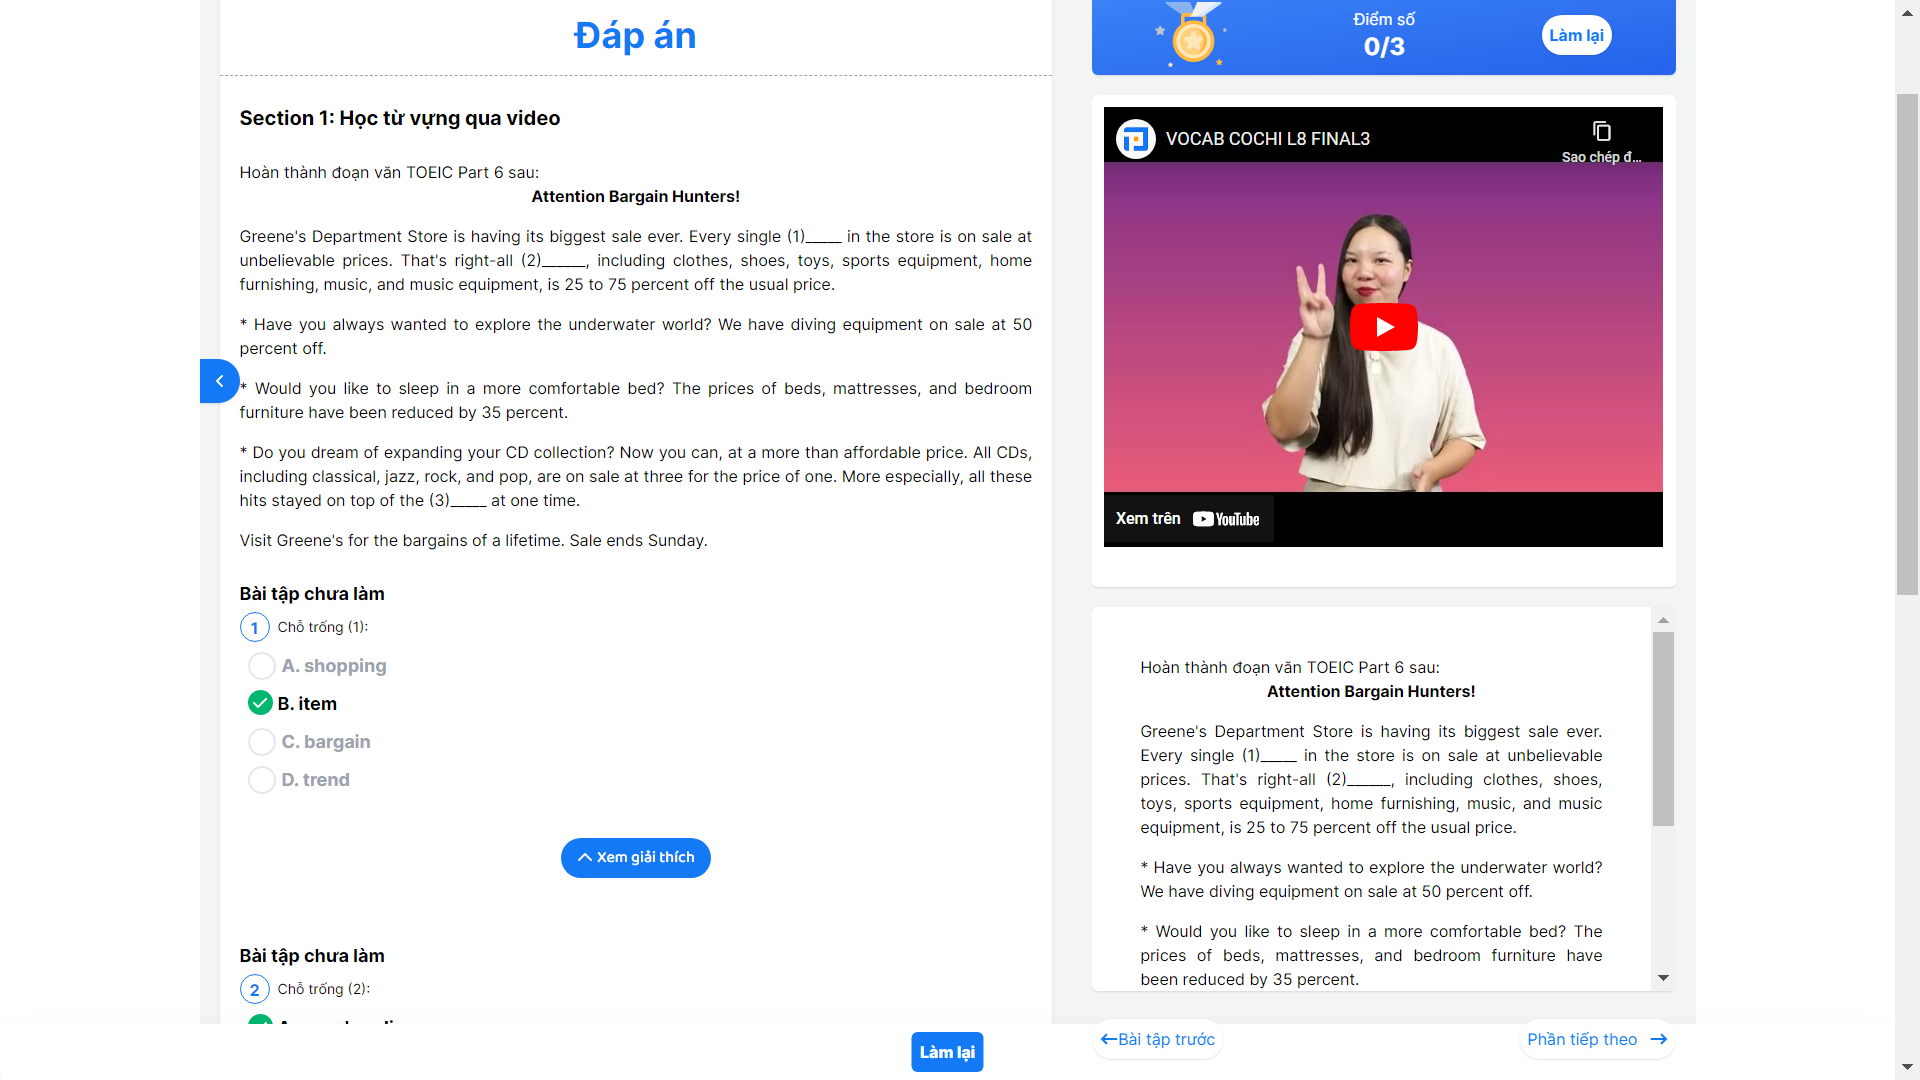 Đáp án
Section 1: Học từ vựng qua video
Hoàn thành đoạn văn TOEIC Part 6 sau:
Attention Bargain Hunters!
Greene's Department Store is having its biggest sale ever. Every single (1)_____ in the store is on sale at
unbelievable prices. That's right-all (2)______, including clothes, shoes, toys, sports equipment, home
furnishing, music, and music equipment, is 25 to 75 percent off the usual price.
* Have you always wanted to explore the underwater world? We have diving equipment on sale at 50
percent off.
* Would you like to sleep in a more comfortable bed? The prices of beds, mattresses, and bedroom
furniture have been reduced by 35 percent.
* Do you dream of expanding your CD collection? Now you can, at a more than affordable price. All CDs,
including classical, jazz, rock, and pop, are on sale at three for the price of one. More especially, all these
hits stayed on top of the (3)_____ at one time.
Visit Greene's for the bargains of a lifetime. Sale ends Sunday.
Bài tập chưa làm
1 Chỗ trống (1):
A. shopping
B. item
C. bargain
D. trend
Xem giải thích
Bài tập chưa làm
2 Chỗ trống (2):
Làm lại
Điểm số
0/3
Làm lại
VOCAB COCHI L8 FINAL3
Sao chép đ...
Xem trên YouTube
Hoàn thành đoạn văn TOEIC Part 6 sau:
Attention Bargain Hunters!
Greene's Department Store is having its biggest sale ever.
Every single (1)_____ in the store is on sale at unbelievable
prices. That's right-all (2)______, including clothes, shoes,
toys, sports equipment, home furnishing, music, and music
equipment, is 25 to 75 percent off the usual price.
* Have you always wanted to explore the underwater world?
We have diving equipment on sale at 50 percent off.
* Would you like to sleep in a more comfortable bed? The
prices of beds, mattresses, and bedroom furniture have
been reduced by 35 percent.
Bài tập trước
Phần tiếp theo